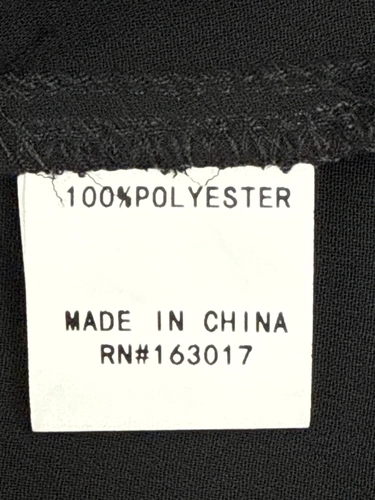 100%POLYESTER
MADE IN CHINA
RN#163017